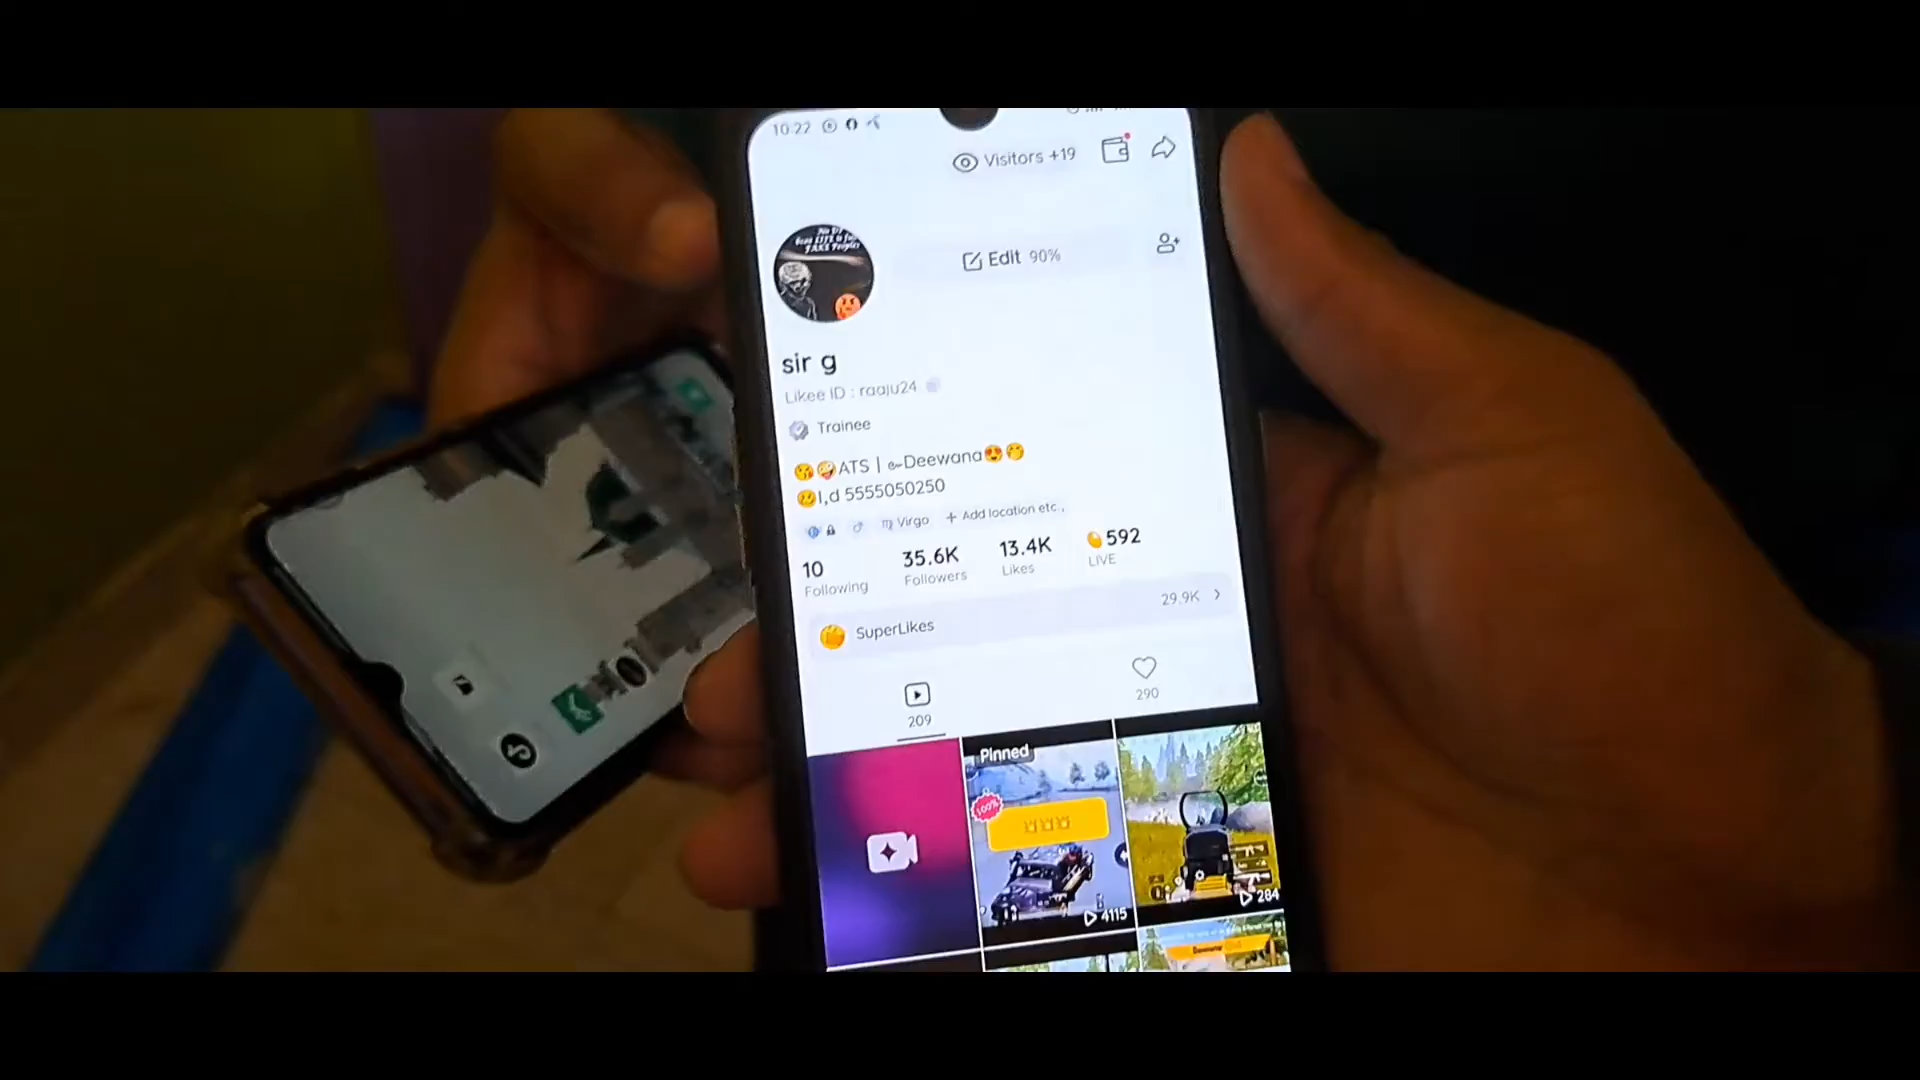 10:22
Visitors +19
Edit 90%
sir g
Likee ID : raaju24
Trainee
😘🤪ATS | Deewana😍🤭
I,d 5555050250
Virgo + Add location etc.,
10 35.6K 13.4K 592
Following Followers Likes LIVE
SuperLikes 29.9K >
209 290
Pinned
100%
4115 284